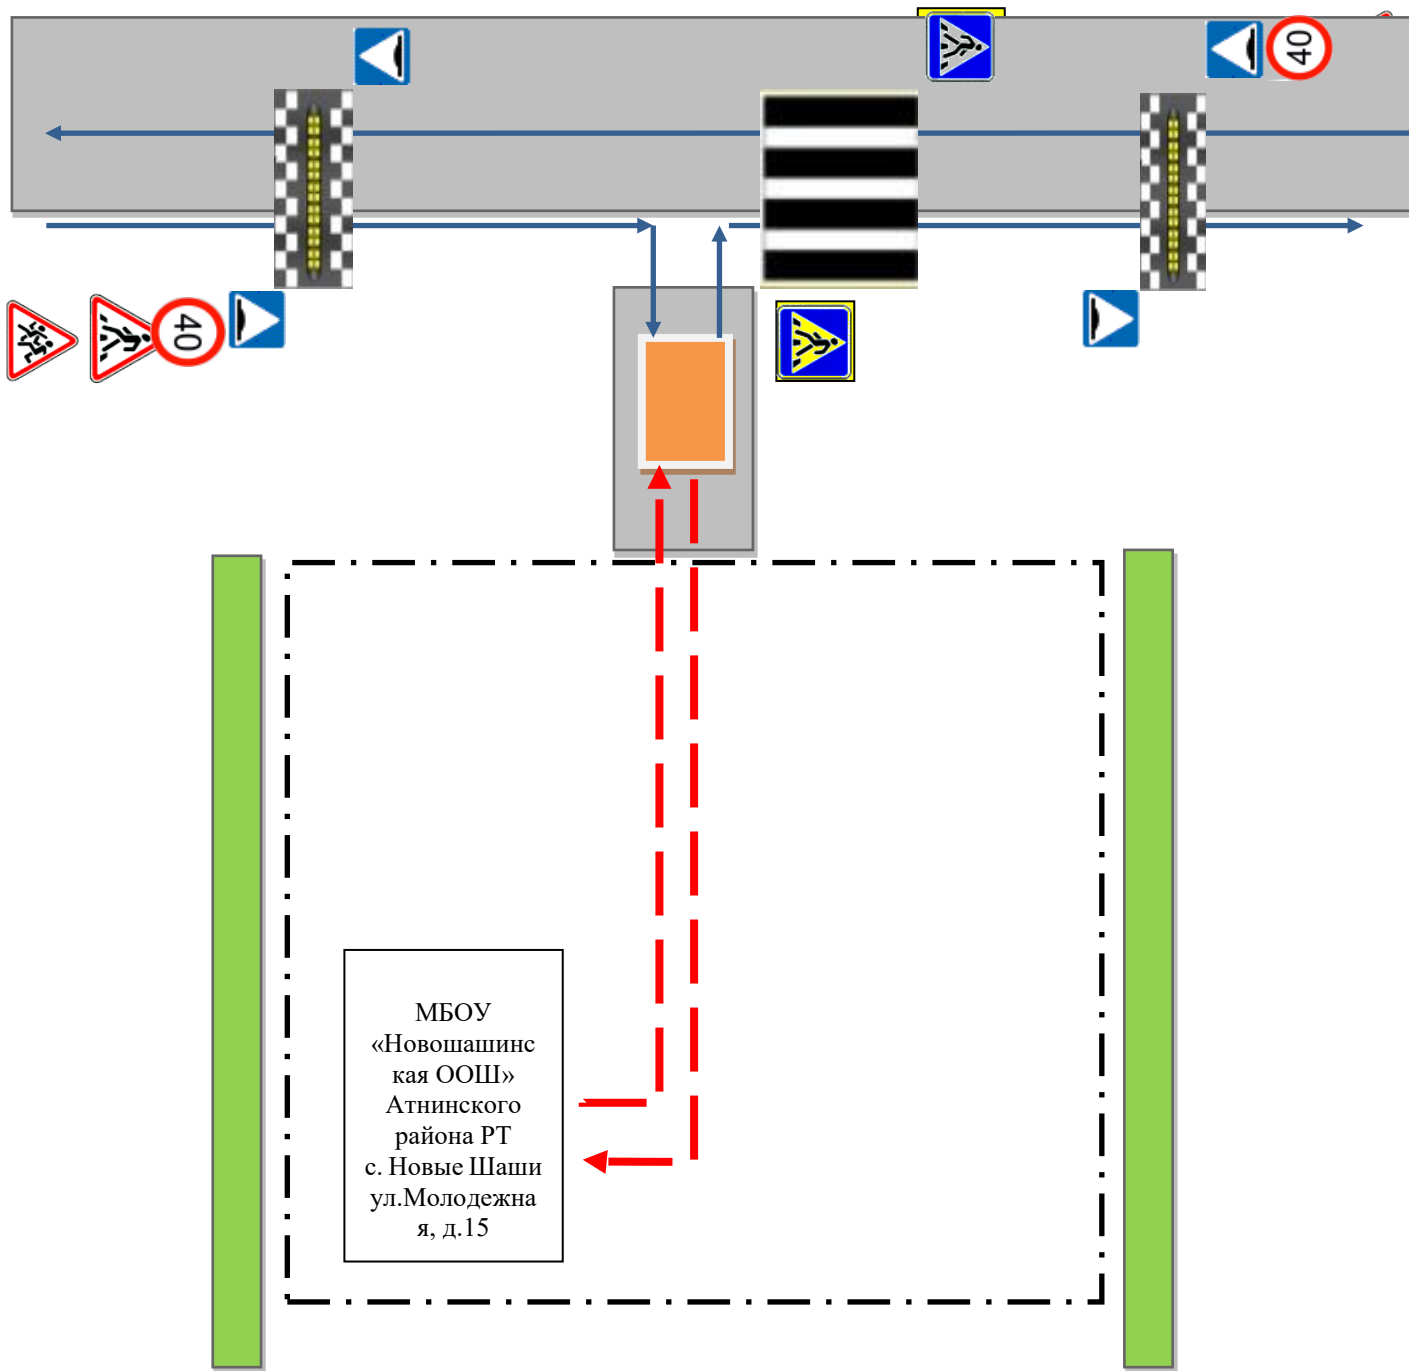 40
40
МБОУ
«Новошашинс
кая ООШ»
Атнинского
района РТ
с. Новые Шаши
ул.Молодежна
я, д.15